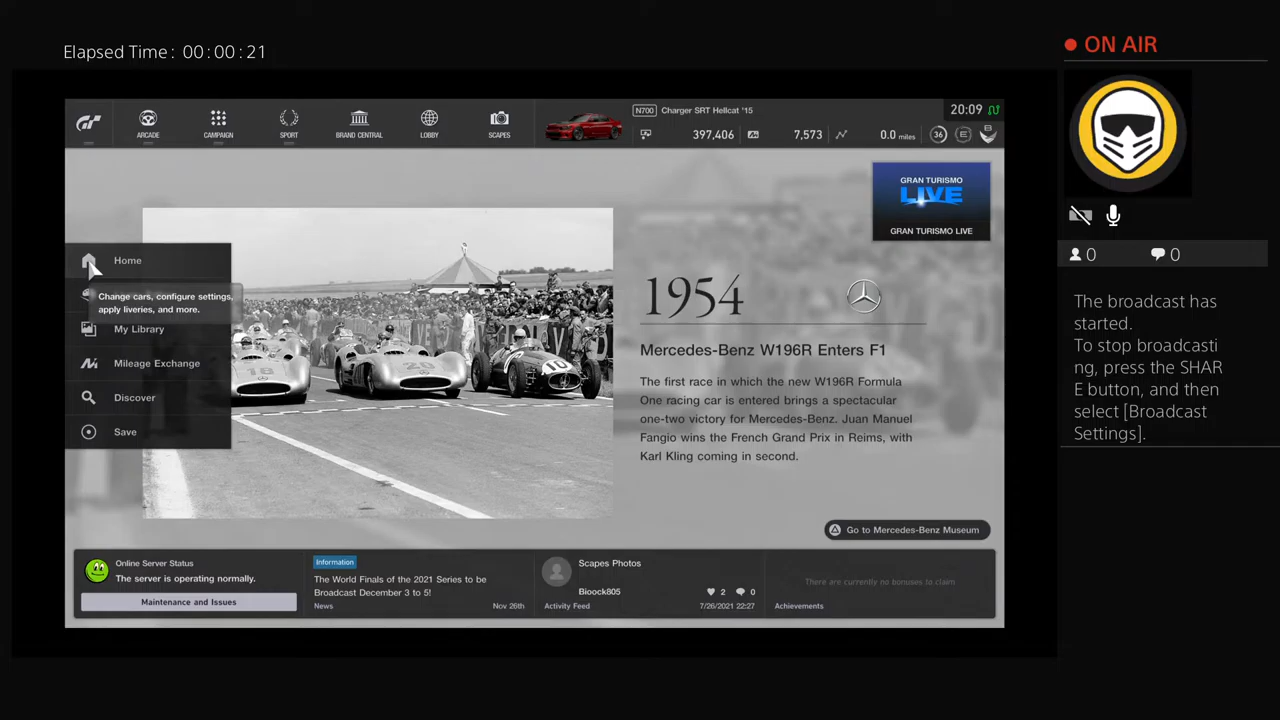 Elapsed Time: 00:00:21
ON AIR
ARCADE
CAMPAIGN
SPORT
BRAND CENTRAL
LOBBY
SCAPES
N700 Charger SRT Hellcat '15
397,406
7,573
0.0 miles
36
E
B
20:09
GRAN TURISMO
LIVE
GRAN TURISMO LIVE
0
0
Home
Change cars, configure settings,
apply liveries, and more.
My Library
Mileage Exchange
Discover
Save
18
20
10
1954
Mercedes-Benz W196R Enters F1
The first race in which the new W196R Formula
One racing car is entered brings a spectacular
one-two victory for Mercedes-Benz. Juan Manuel
Fangio wins the French Grand Prix in Reims, with
Karl Kling coming in second.
Go to Mercedes-Benz Museum
The broadcast has
started.
To stop broadcasti
ng, press the SHAR
E button, and then
select [Broadcast
Settings].
Online Server Status
The server is operating normally.
Maintenance and Issues
Information
The World Finals of the 2021 Series to be
Broadcast December 3 to 5!
News
Nov 26th
Scapes Photos
Biook805
2
0
Activity Feed
7/26/2021 22:27
There are currently no bonuses to claim.
Achievements